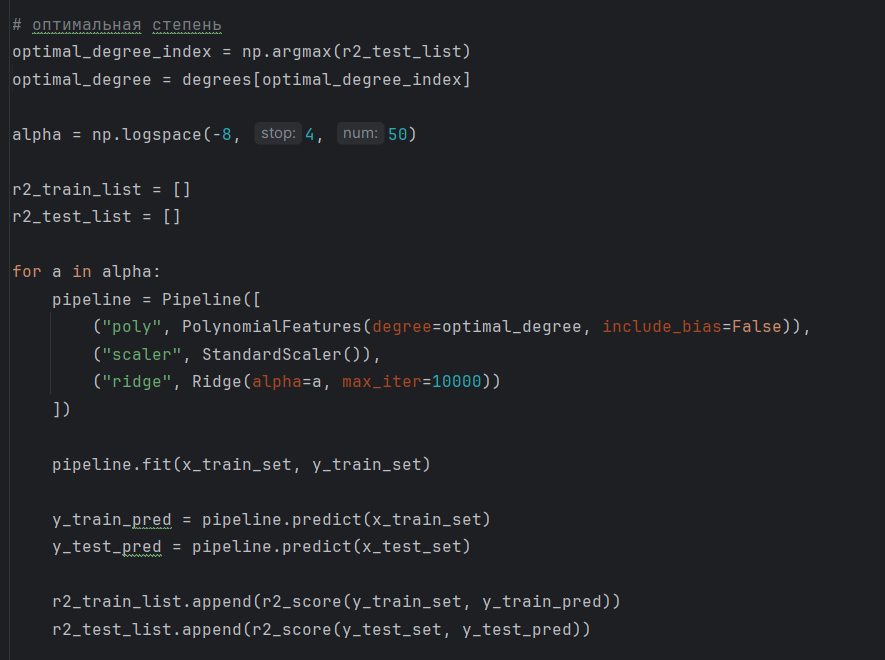 # оптимальная степень
optimal_degree_index = np.argmax(r2_test_list)
optimal_degree = degrees[optimal_degree_index]
alpha = np.logspace(-8, stop: 4, num: 50)
r2_train_list = []
r2_test_list = []
for a in alpha:
    pipeline = Pipeline([
        ("poly", PolynomialFeatures(degree=optimal_degree, include_bias=False)),
        ("scaler", StandardScaler()),
        ("ridge", Ridge(alpha=a, max_iter=10000))
    ])
    pipeline.fit(x_train_set, y_train_set)
    y_train_pred = pipeline.predict(x_train_set)
    y_test_pred = pipeline.predict(x_test_set)
    r2_train_list.append(r2_score(y_train_set, y_train_pred))
    r2_test_list.append(r2_score(y_test_set, y_test_pred))